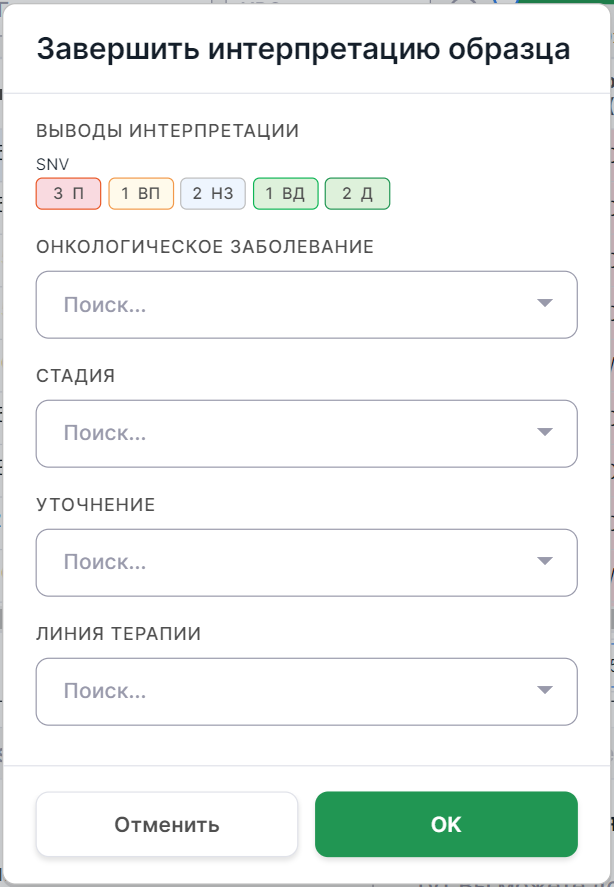 Завершить интерпретацию образца
ВЫВОДЫ ИНТЕРПРЕТАЦИИ
SNV
3 П 1 ВП 2 НЗ 1 ВД 2 Д
ОНКОЛОГИЧЕСКОЕ ЗАБОЛЕВАНИЕ
Поиск...
СТАДИЯ
Поиск...
УТОЧНЕНИЕ
Поиск...
ЛИНИЯ ТЕРАПИИ
Поиск...
Отменить ОК